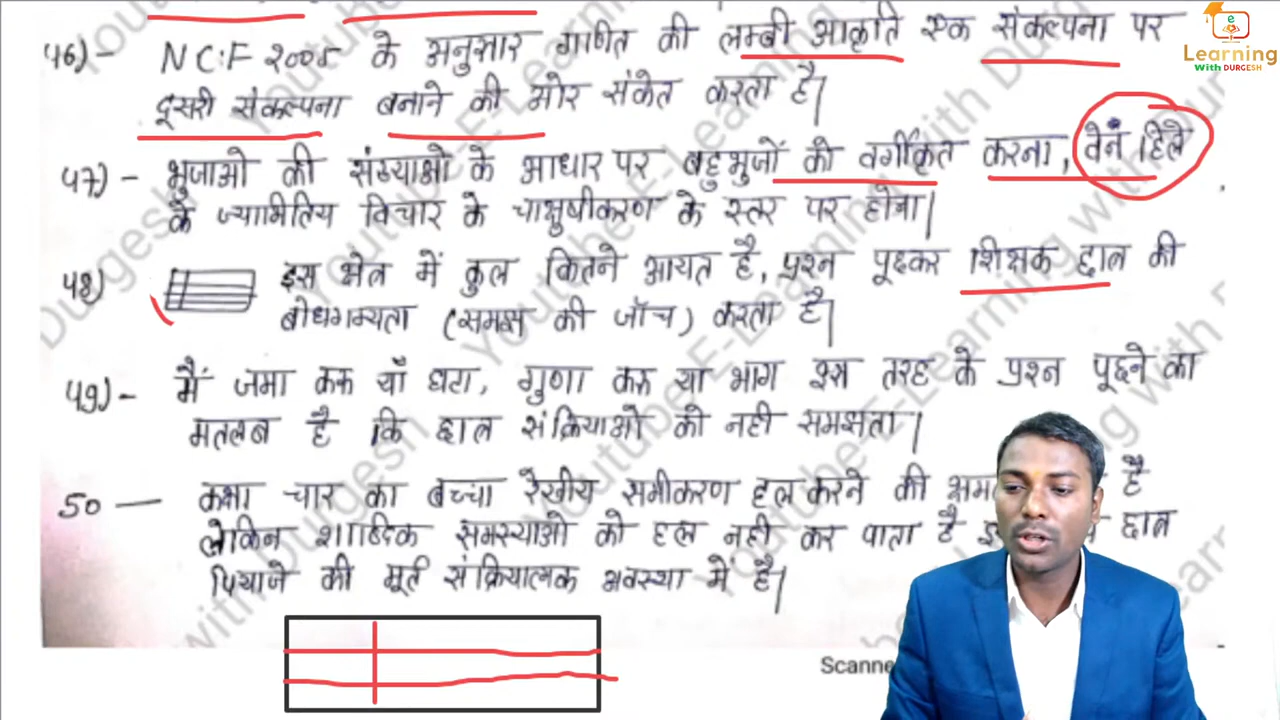 Learning
With DURGESH
46)- NCF 2005 के अनुसार गणित की लम्बी आकृति एक संकल्पना पर
दूसरी संकल्पना बनाने की ओर संकेत करता है।
47)- भुजाओ की संख्याओ के आधार पर बहुभुजों को वर्गीकृत करना, वेन हिले
के ज्यामितिय विचार के चाक्षुषीकरण के स्तर पर होना।
48) इस क्षेत्र में कुल कितने आयत है, प्रश्न पूछकर शिक्षक छात्र की
बोधगम्यता (समझ की जाँच) करता है।
49)- मैं जमा करू याँ घटा, गुणा करू या भाग इस तरह के प्रश्न पूछने का
मतलब है कि छात्र संक्रियाओ को नही समझता।
50— कक्षा चार का बच्चा रेखीय समीकरण हल करने की है
लेकिन शाब्दिक समस्याओ को हल नही कर पाता है छात्र
पियाजे की मूर्त संक्रियात्मक अवस्था मे है।
Scanne